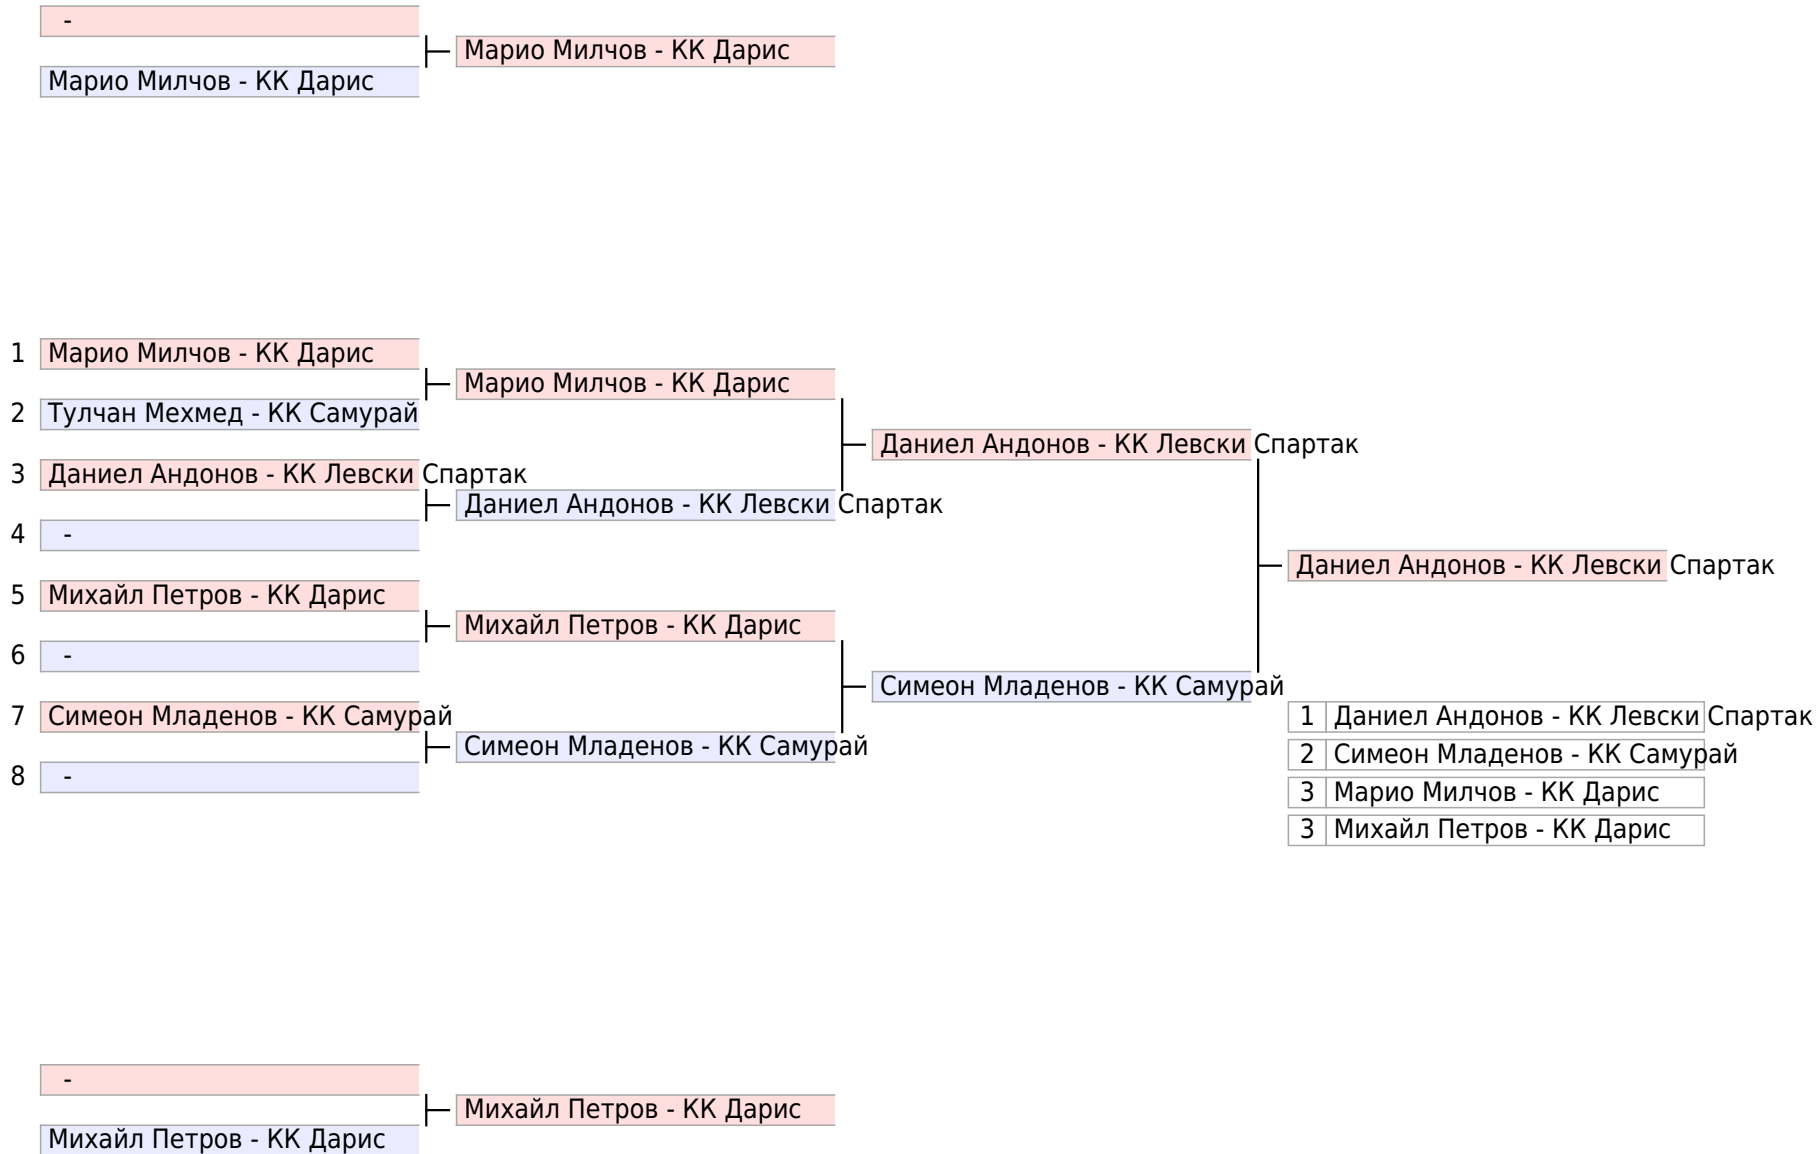 -
Марио Милчов - КК Дарис
Марио Милчов - КК Дарис
1 Марио Милчов - КК Дарис
Марио Милчов - КК Дарис
2 Тулчан Мехмед - КК Самурай
Даниел Андонов - КК Левски Спартак
3 Даниел Андонов - КК Левски Спартак
Даниел Андонов - КК Левски Спартак
4 -
Даниел Андонов - КК Левски Спартак
5 Михайл Петров - КК Дарис
Михайл Петров - КК Дарис
6 -
Симеон Младенов - КК Самурай
7 Симеон Младенов - КК Самурай
Симеон Младенов - КК Самурай
8 -
1 Даниел Андонов - КК Левски Спартак
2 Симеон Младенов - КК Самурай
3 Марио Милчов - КК Дарис
3 Михайл Петров - КК Дарис
-
Михайл Петров - КК Дарис
Михайл Петров - КК Дарис